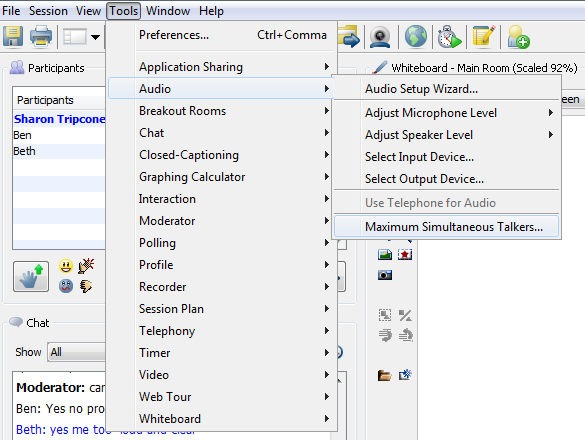 File Session View Tools Window Help
Preferences... Ctrl+Comma
Application Sharing
Audio
Breakout Rooms
Chat
Closed-Captioning
Graphing Calculator
Interaction
Moderator
Polling
Profile
Recorder
Session Plan
Telephony
Timer
Video
Web Tour
Whiteboard
Audio Setup Wizard...
Adjust Microphone Level
Adjust Speaker Level
Select Input Device...
Select Output Device...
Use Telephone for Audio
Maximum Simultaneous Talkers...
Participants
Participants
Sharon Tripcone
Ben
Beth
Chat
Show All
Moderator: can
Ben: Yes no pro
Beth: yes me too loud and clear
Whiteboard - Main Room (Scaled 92%)
een